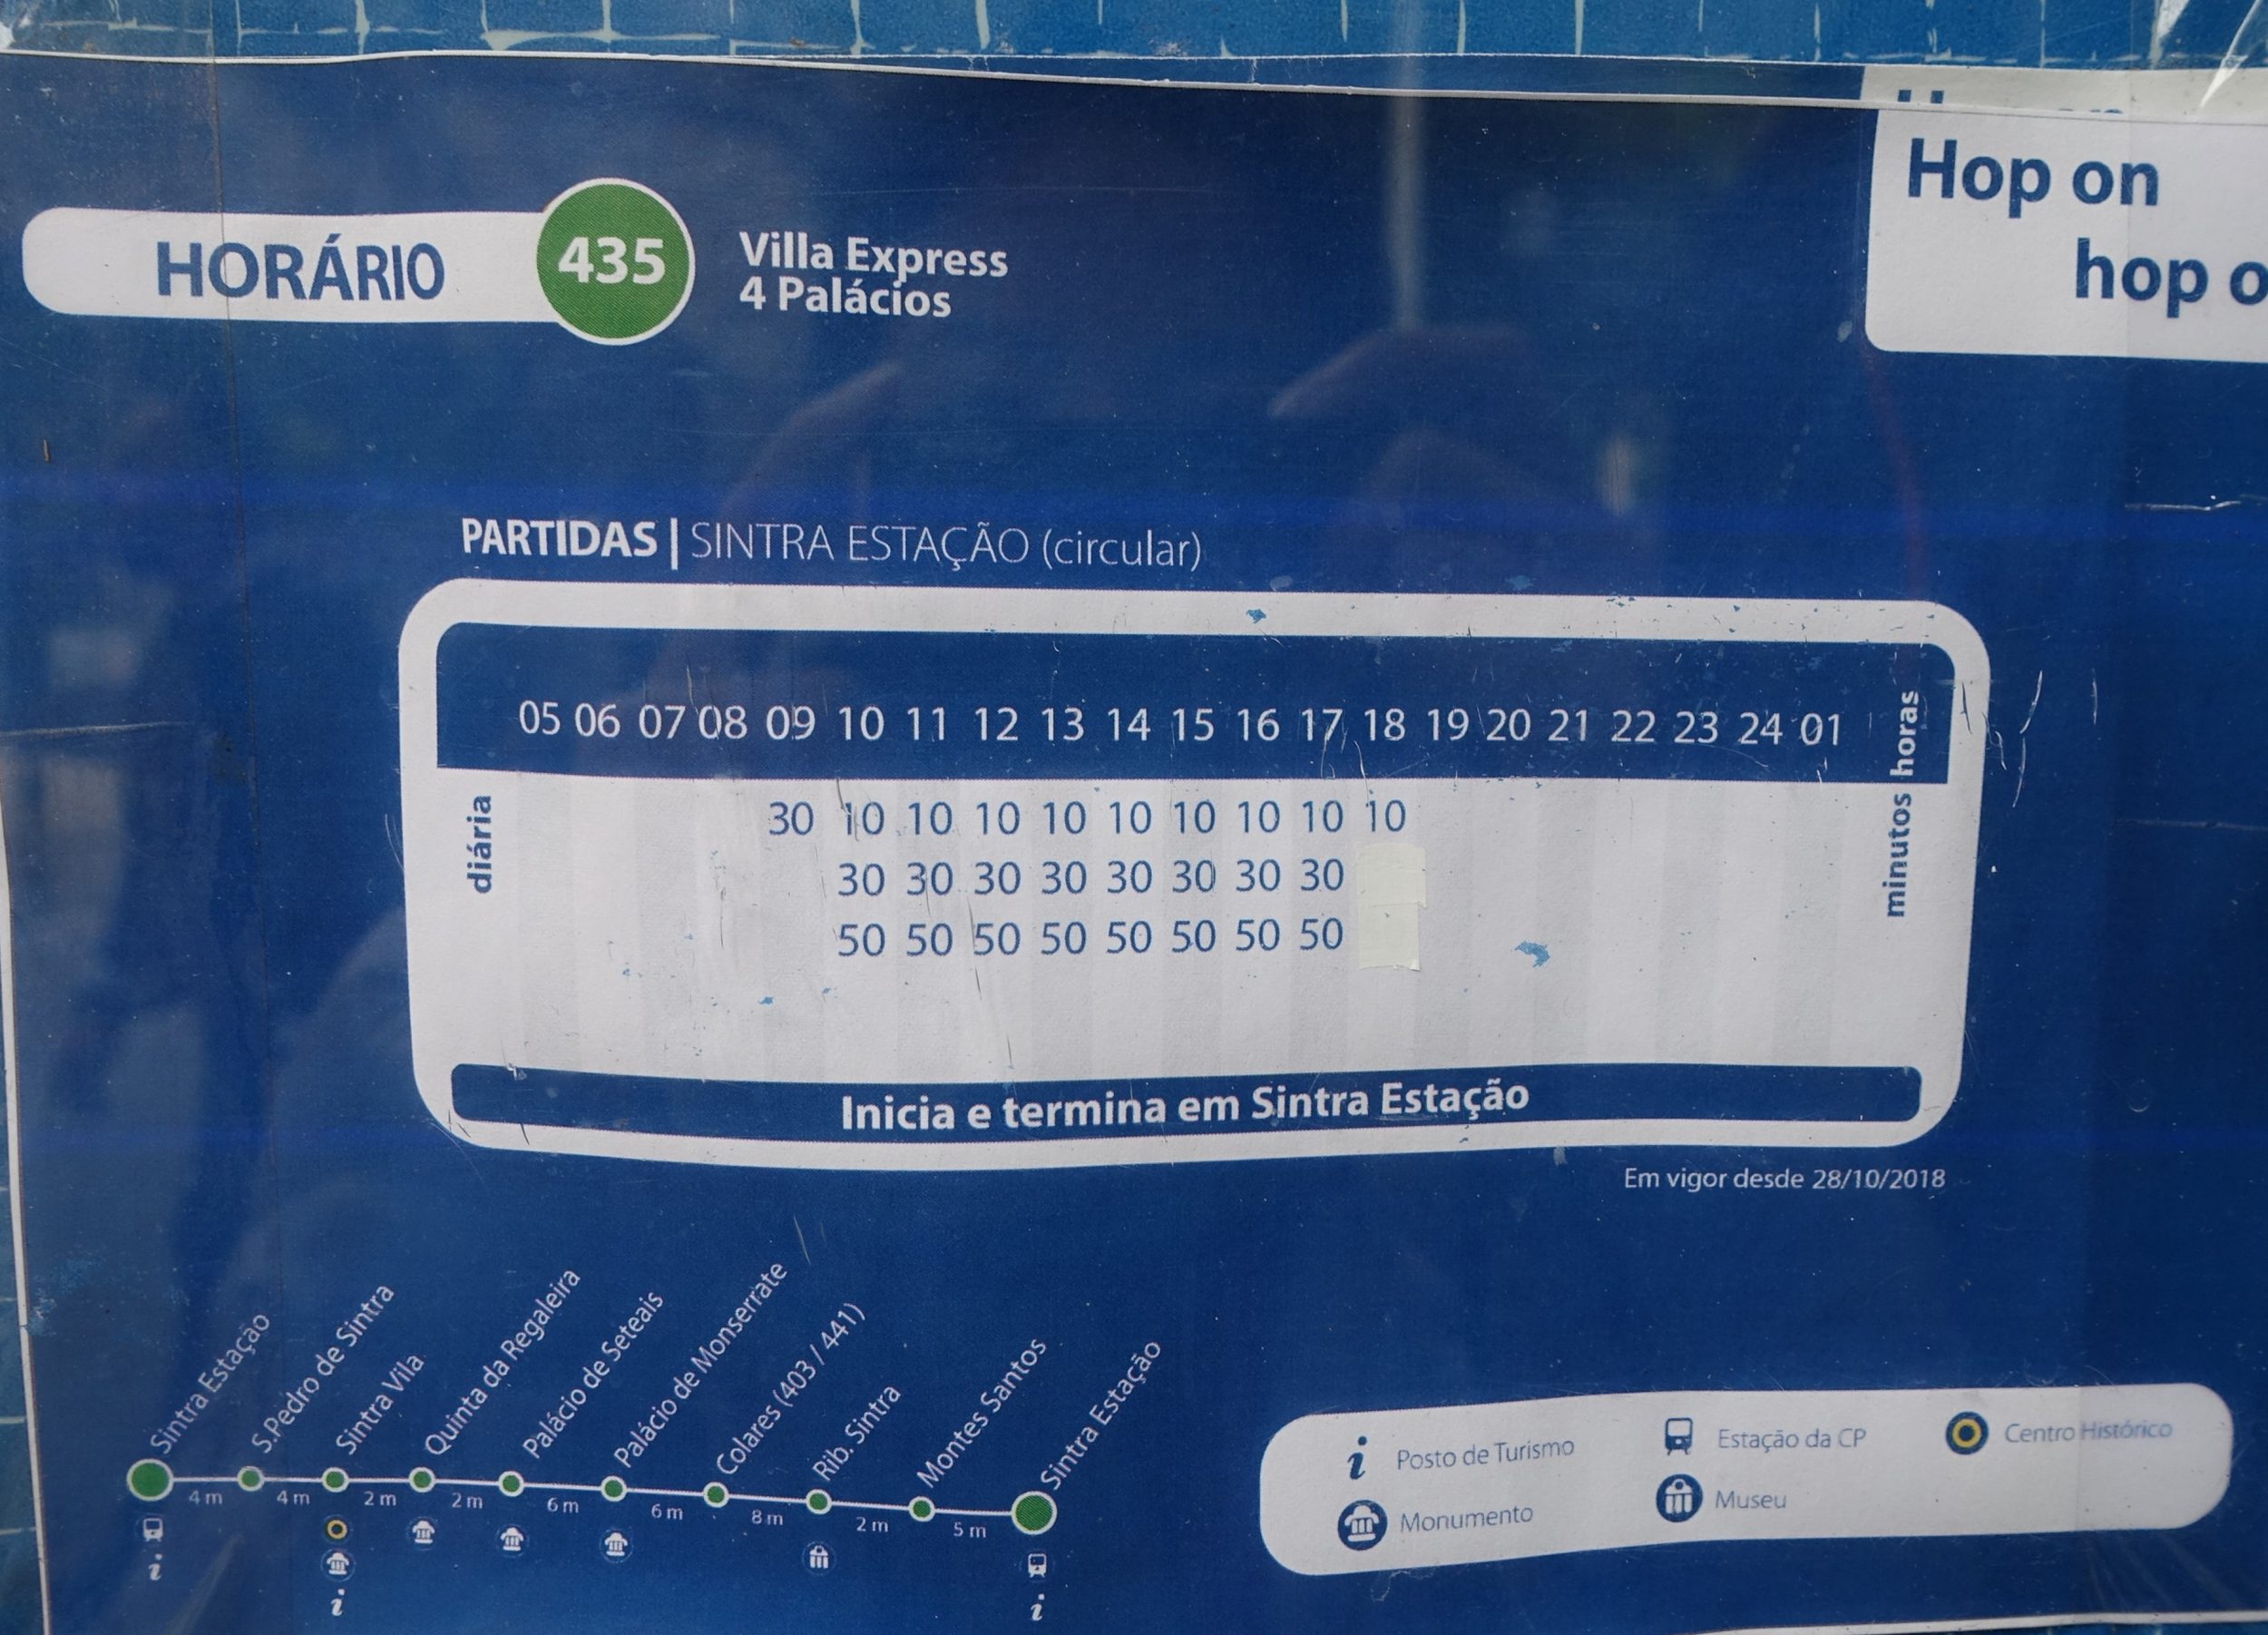 Hop on
hop o
HORÁRIO 435 Villa Express
4 Palácios
PARTIDAS | SINTRA ESTAÇÃO (circular)
05 06 07 08 09 10 11 12 13 14 15 16 17 18 19 20 21 22 23 24 01 horas
diária 30 10 10 10 10 10 10 10 10 10 minutos
30 30 30 30 30 30 30 30
50 50 50 50 50 50 50 50
Inicia e termina em Sintra Estação
Em vigor desde 28/10/2018
Sintra Estação
S.Pedro de Sintra
Sintra Vila
Quinta da Regaleira
Palácio de Seteais
Palácio de Monserrate
Colares (403 / 441)
Rib. Sintra
Montes Santos
Sintra Estação
4 m 4 m 2 m 2 m 6 m 6 m 8 m 2 m 5 m
i i i
i Posto de Turismo Estação da CP Centro Histórico
Monumento Museu